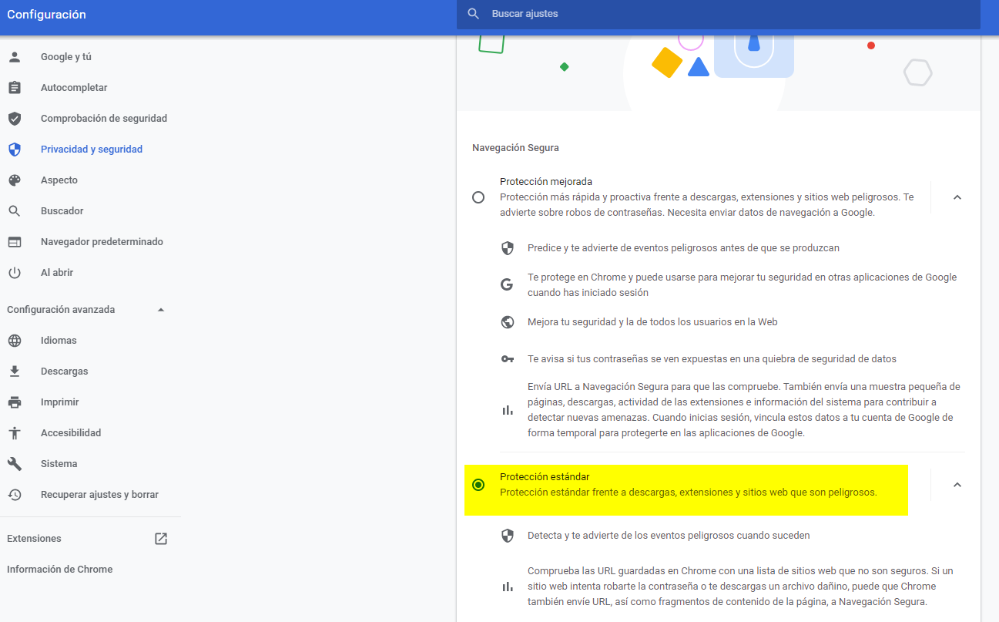 Configuración
Buscar ajustes
Google y tú
Autocompletar
Comprobación de seguridad
Privacidad y seguridad
Aspecto
Buscador
Navegador predeterminado
Al abrir
Configuración avanzada
Idiomas
Descargas
Imprimir
Accesibilidad
Sistema
Recuperar ajustes y borrar
Extensiones
Información de Chrome
Navegación Segura
Protección mejorada
Protección más rápida y proactiva frente a descargas, extensiones y sitios web peligrosos. Te
advierte sobre robos de contraseñas. Necesita enviar datos de navegación a Google.
Predice y te advierte de eventos peligrosos antes de que se produzcan
Te protege en Chrome y puede usarse para mejorar tu seguridad en otras aplicaciones de Google
cuando has iniciado sesión
Mejora tu seguridad y la de todos los usuarios en la Web
Te avisa si tus contraseñas se ven expuestas en una quiebra de seguridad de datos
Envía URL a Navegación Segura para que las compruebe. También envía una muestra pequeña de
páginas, descargas, actividad de las extensiones e información del sistema para contribuir a
detectar nuevas amenazas. Cuando inicias sesión, vincula estos datos a tu cuenta de Google de
forma temporal para protegerte en las aplicaciones de Google.
Protección estándar
Protección estándar frente a descargas, extensiones y sitios web que son peligrosos.
Detecta y te advierte de los eventos peligrosos cuando suceden
Comprueba las URL guardadas en Chrome con una lista de sitios web que no son seguros. Si un
sitio web intenta robarte la contraseña o te descargas un archivo dañino, puede que Chrome
también envíe URL, así como fragmentos de contenido de la página, a Navegación Segura.